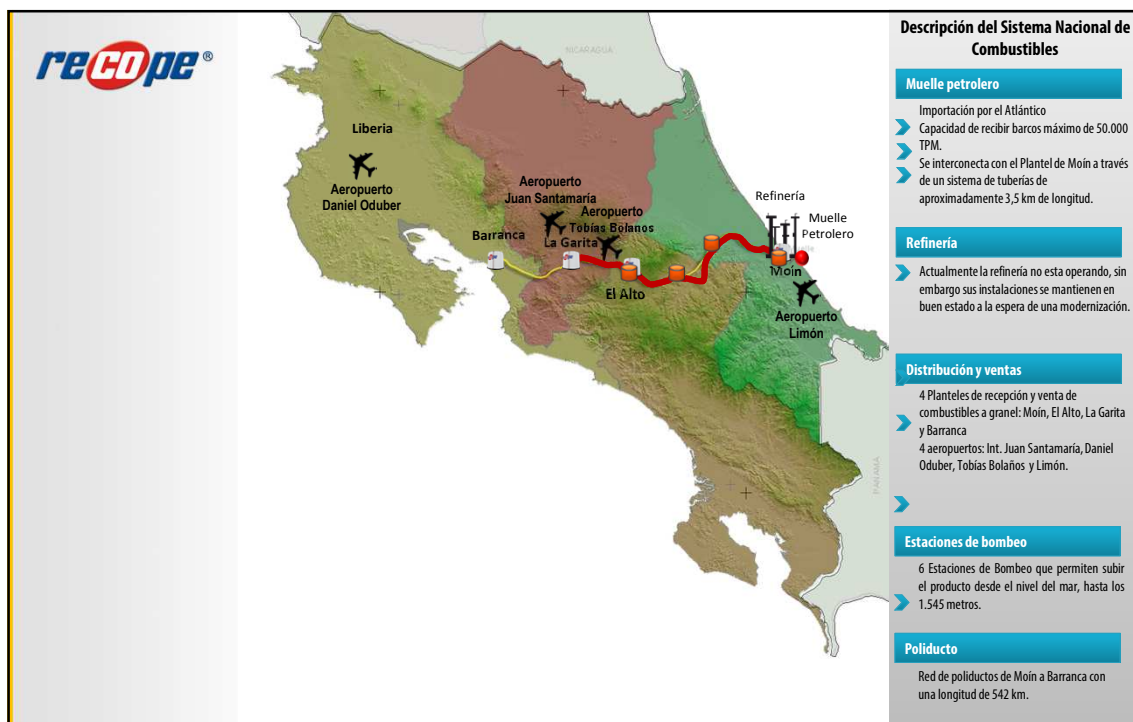 recope®
NICARAGUA
Liberia
Aeropuerto
Daniel Oduber
Aeropuerto
Juan Santamaría
Aeropuerto
Tobías Bolanos
La Garita
Barranca
El Alto
Refinería
Muelle
Petrolero
Moín
Aeropuerto
Limón
PANAMA
Descripción del Sistema Nacional de
Combustibles
Muelle petrolero
Importación por el Atlántico
Capacidad de recibir barcos máximo de 50.000
TPM.
Se interconecta con el Plantel de Moín a través
de un sistema de tuberías de
aproximadamente 3,5 km de longitud.
Refinería
Actualmente la refinería no esta operando, sin
embargo sus instalaciones se mantienen en
buen estado a la espera de una modernización.
Distribución y ventas
4 Planteles de recepción y venta de
combustibles a granel: Moín, El Alto, La Garita
y Barranca
4 aeropuertos: Int. Juan Santamaría, Daniel
Oduber, Tobías Bolaños y Limón.
Estaciones de bombeo
6 Estaciones de Bombeo que permiten subir
el producto desde el nivel del mar, hasta los
1.545 metros.
Poliducto
Red de poliductos de Moín a Barranca con
una longitud de 542 km.